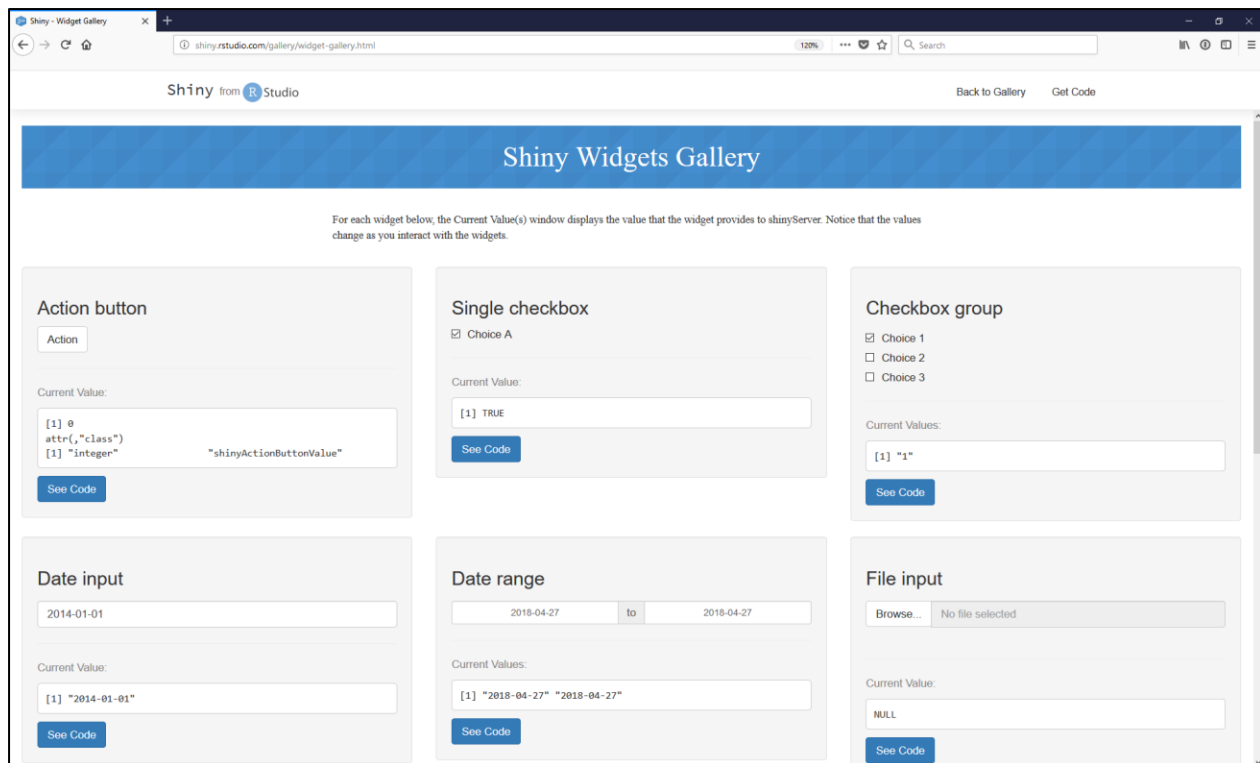 Shiny - Widget Gallery
shiny.rstudio.com/gallery/widget-gallery.html
120%
Search
Shiny from R Studio
Back to Gallery Get Code
Shiny Widgets Gallery
For each widget below, the Current Value(s) window displays the value that the widget provides to shinyServer. Notice that the values
change as you interact with the widgets.
Action button
Action
Current Value:
[1] 0
attr(,"class")
[1] "integer" "shinyActionButtonValue"
See Code
Single checkbox
Choice A
Current Value:
[1] TRUE
See Code
Checkbox group
Choice 1
Choice 2
Choice 3
Current Values:
[1] "1"
See Code
Date input
2014-01-01
Current Value:
[1] "2014-01-01"
See Code
Date range
2018-04-27 to 2018-04-27
Current Values:
[1] "2018-04-27" "2018-04-27"
See Code
File input
Browse... No file selected
Current Value:
NULL
See Code